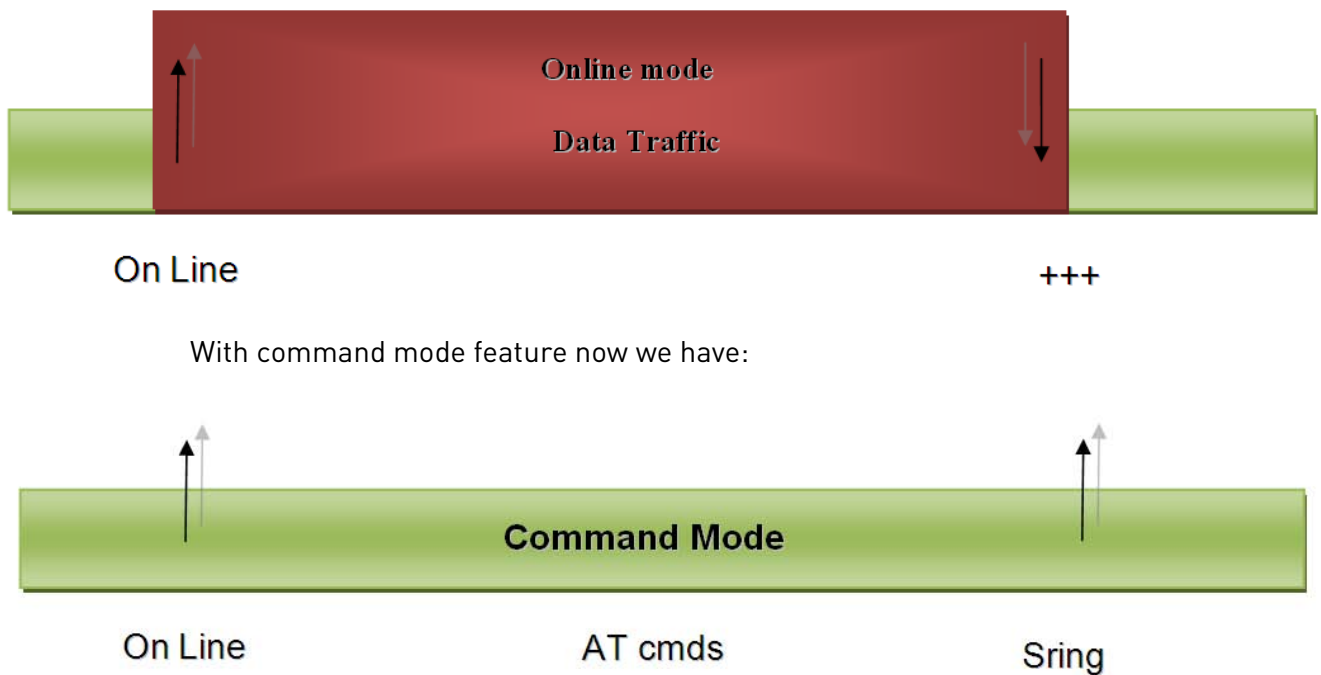 Online mode
Data Traffic
On Line +++
With command mode feature now we have:
Command Mode
On Line AT cmds Sring